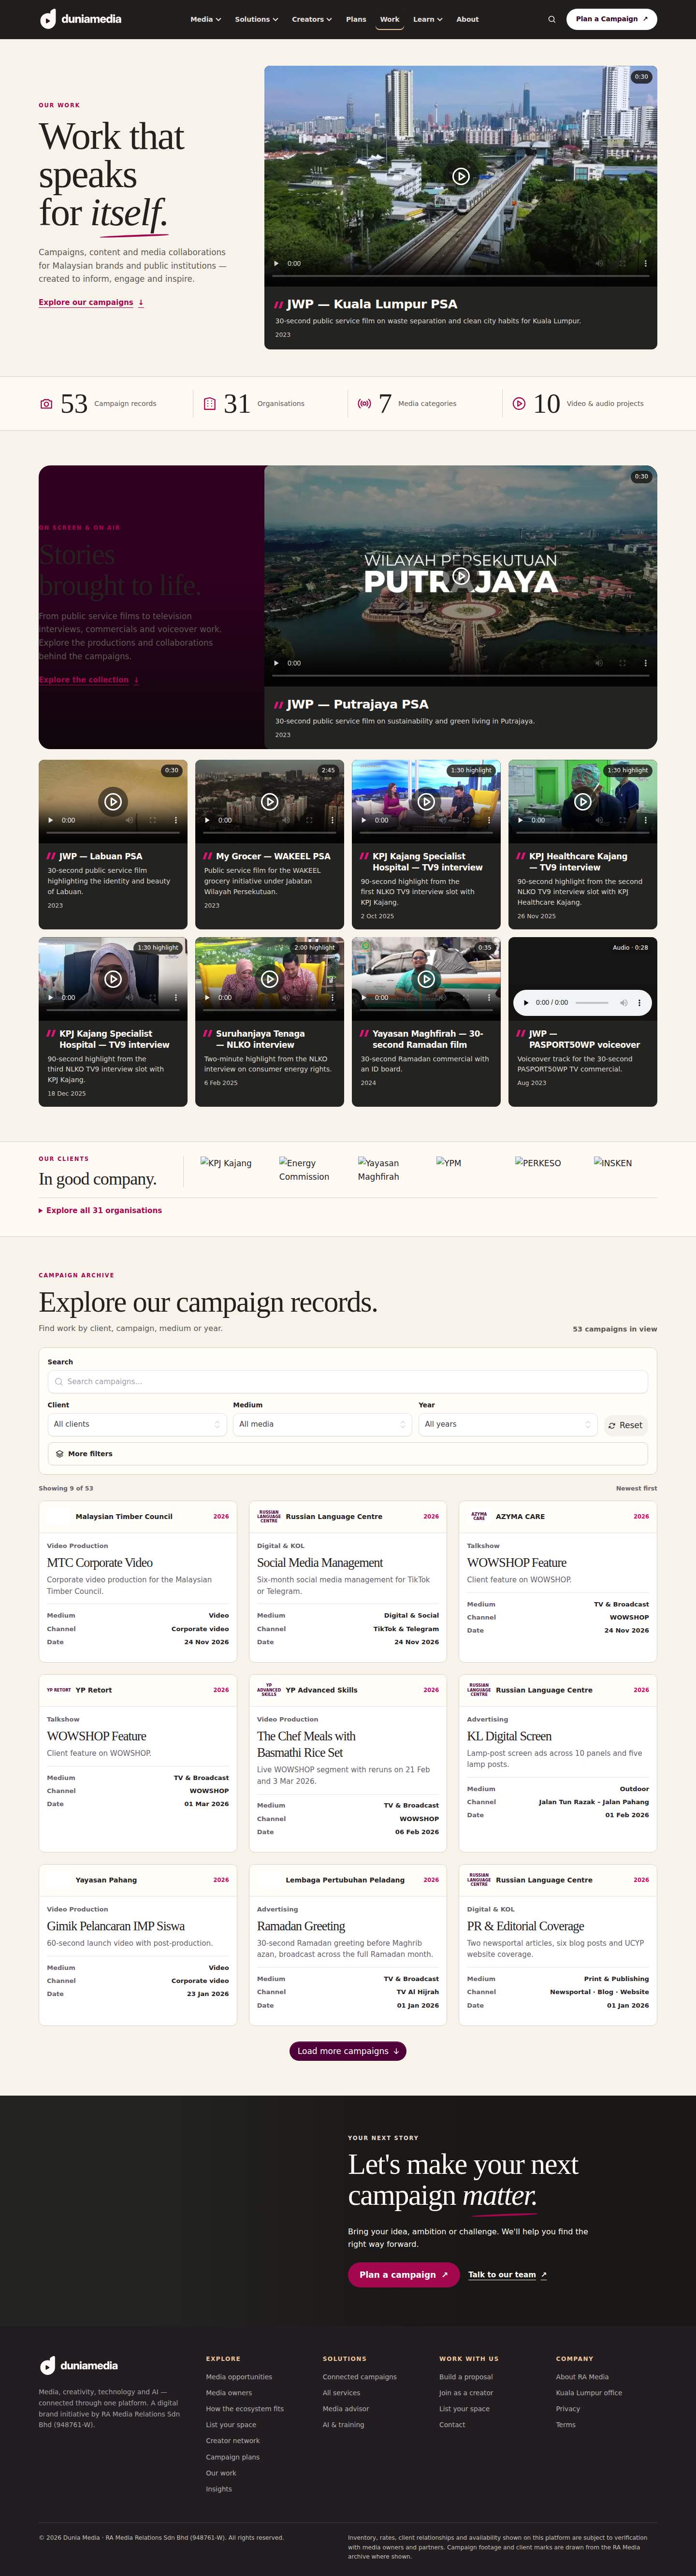 duniamedia
Media
Solutions
Creators
Plans
Work
Learn
About
Plan a Campaign ↗
OUR WORK
Work that
speaks
for itself.
Campaigns, content and media collaborations
for Malaysian brands and public institutions —
created to inform, engage and inspire.
Explore our campaigns ↓
0:30
0:00
JWP — Kuala Lumpur PSA
30-second public service film on waste separation and clean city habits for Kuala Lumpur.
2023
53 Campaign records
31 Organisations
7 Media categories
10 Video & audio projects
ON SCREEN & ON AIR
Stories
brought to life.
From public service films to television
interviews, commercials and voiceover work.
Explore the productions and collaborations
behind the campaigns.
Explore the collection ↓
0:30
WILAYAH PERSEKUTUAN
PUTRAJAYA
0:00
JWP — Putrajaya PSA
30-second public service film on sustainability and green living in Putrajaya.
2023
0:30
0:00
JWP — Labuan PSA
30-second public service film
highlighting the identity and beauty
of Labuan.
2023
2:45
0:00
My Grocer — WAKEEL PSA
Public service film for the WAKEEL
grocery initiative under Jabatan
Wilayah Persekutuan.
2023
1:30 highlight
0:00
KPJ Kajang Specialist
Hospital — TV9 interview
90-second highlight from the
first NLKO TV9 interview slot with
KPJ Kajang.
2 Oct 2025
1:30 highlight
0:00
KPJ Healthcare Kajang
— TV9 interview
90-second highlight from the second
NLKO TV9 interview slot with KPJ
Healthcare Kajang.
26 Nov 2025
1:30 highlight
0:00
KPJ Kajang Specialist
Hospital — TV9 interview
90-second highlight from the
third NLKO TV9 interview slot with
KPJ Kajang.
18 Dec 2025
2:00 highlight
0:00
Suruhanjaya Tenaga
— NLKO interview
Two-minute highlight from the NLKO
interview on consumer energy rights.
6 Feb 2025
0:35
0:00
Yayasan Maghfirah — 30-
second Ramadan film
30-second Ramadan commercial with
an ID board.
2024
Audio · 0:28
0:00 / 0:00
JWP —
PASPORT50WP voiceover
Voiceover track for the 30-second
PASPORT50WP TV commercial.
Aug 2023
OUR CLIENTS
In good company.
KPJ Kajang
Energy
Commission
Yayasan
Maghfirah
YPM
PERKESO
INSKEN
Explore all 31 organisations
CAMPAIGN ARCHIVE
Explore our campaign records.
Find work by client, campaign, medium or year.
53 campaigns in view
Search
Search campaigns...
Client
Medium
Year
All clients
All media
All years
Reset
More filters
Showing 9 of 53
Newest first
Malaysian Timber Council
2026
Video Production
MTC Corporate Video
Corporate video production for the Malaysian
Timber Council.
Medium Video
Channel Corporate video
Date 24 Nov 2026
RUSSIAN
LANGUAGE
CENTRE
Russian Language Centre
2026
Digital & KOL
Social Media Management
Six-month social media management for TikTok
or Telegram.
Medium Digital & Social
Channel TikTok & Telegram
Date 24 Nov 2026
AZYMA
CARE
AZYMA CARE
2026
Talkshow
WOWSHOP Feature
Client feature on WOWSHOP.
Medium TV & Broadcast
Channel WOWSHOP
Date 24 Nov 2026
YP RETORT
YP Retort
2026
Talkshow
WOWSHOP Feature
Client feature on WOWSHOP.
Medium TV & Broadcast
Channel WOWSHOP
Date 01 Mar 2026
YP
ADVANCED
SKILLS
YP Advanced Skills
2026
Video Production
The Chef Meals with
Basmathi Rice Set
Live WOWSHOP segment with reruns on 21 Feb
and 3 Mar 2026.
Medium TV & Broadcast
Channel WOWSHOP
Date 06 Feb 2026
RUSSIAN
LANGUAGE
CENTRE
Russian Language Centre
2026
Advertising
KL Digital Screen
Lamp-post screen ads across 10 panels and five
lamp posts.
Medium Outdoor
Channel Jalan Tun Razak – Jalan Pahang
Date 01 Feb 2026
Yayasan Pahang
2026
Video Production
Gimik Pelancaran IMP Siswa
60-second launch video with post-production.
Medium Video
Channel Corporate video
Date 23 Jan 2026
Lembaga Pertubuhan Peladang
2026
Advertising
Ramadan Greeting
30-second Ramadan greeting before Maghrib
azan, broadcast across the full Ramadan month.
Medium TV & Broadcast
Channel TV Al Hijrah
Date 01 Jan 2026
RUSSIAN
LANGUAGE
CENTRE
Russian Language Centre
2026
Digital & KOL
PR & Editorial Coverage
Two newsportal articles, six blog posts and UCYP
website coverage.
Medium Print & Publishing
Channel Newsportal · Blog · Website
Date 01 Jan 2026
Load more campaigns ↓
YOUR NEXT STORY
Let's make your next
campaign matter.
Bring your idea, ambition or challenge. We'll help you find the
right way forward.
Plan a campaign ↗
Talk to our team ↗
duniamedia
Media, creativity, technology and AI —
connected through one platform. A digital
brand initiative by RA Media Relations Sdn
Bhd (948761-W).
EXPLORE
Media opportunities
Media owners
How the ecosystem fits
List your space
Creator network
Campaign plans
Our work
Insights
SOLUTIONS
Connected campaigns
All services
Media advisor
AI & training
WORK WITH US
Build a proposal
Join as a creator
List your space
Contact
COMPANY
About RA Media
Kuala Lumpur office
Privacy
Terms
© 2026 Dunia Media · RA Media Relations Sdn Bhd (948761-W). All rights reserved.
Inventory, rates, client relationships and availability shown on this platform are subject to verification
with media owners and partners. Campaign footage and client marks are drawn from the RA Media
archive where shown.